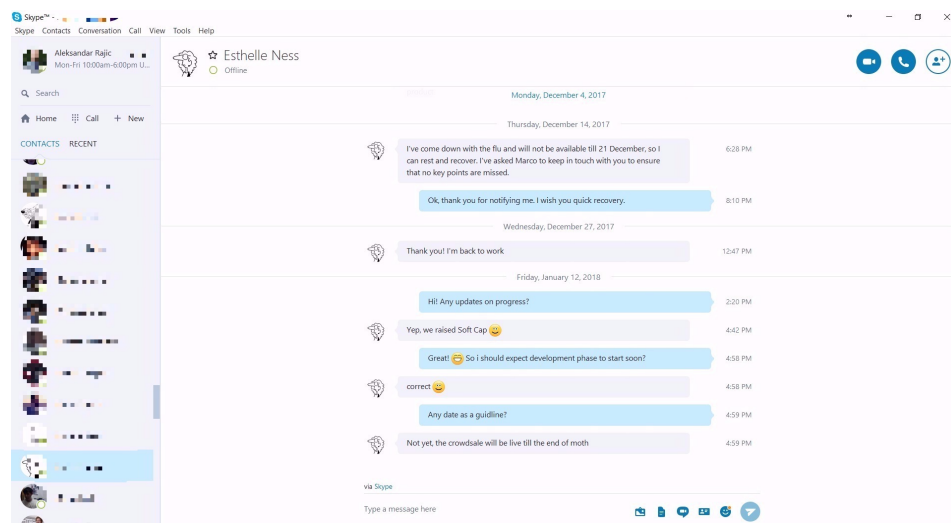 Skype™ -
Skype Contacts Conversation Call View Tools Help
Aleksandar Rajic
Mon-Fri 10:00am-6:00pm U...
Search
Home Call + New
CONTACTS RECENT
Esthelle Ness
Offline
Monday, December 4, 2017
Thursday, December 14, 2017
I've come down with the flu and will not be available till 21 December, so I 6:28 PM
can rest and recover. I've asked Marco to keep in touch with you to ensure
that no key points are missed.
Ok, thank you for notifying me. I wish you quick recovery. 8:10 PM
Wednesday, December 27, 2017
Thank you! I'm back to work 12:47 PM
Friday, January 12, 2018
Hi! Any updates on progress? 2:20 PM
Yep, we raised Soft Cap 😀 4:42 PM
Great! 😁 So i should expect development phase to start soon? 4:58 PM
correct 😀 4:58 PM
Any date as a guidline? 4:59 PM
Not yet, the crowdsale will be live till the end of moth 4:59 PM
via Skype
Type a message here